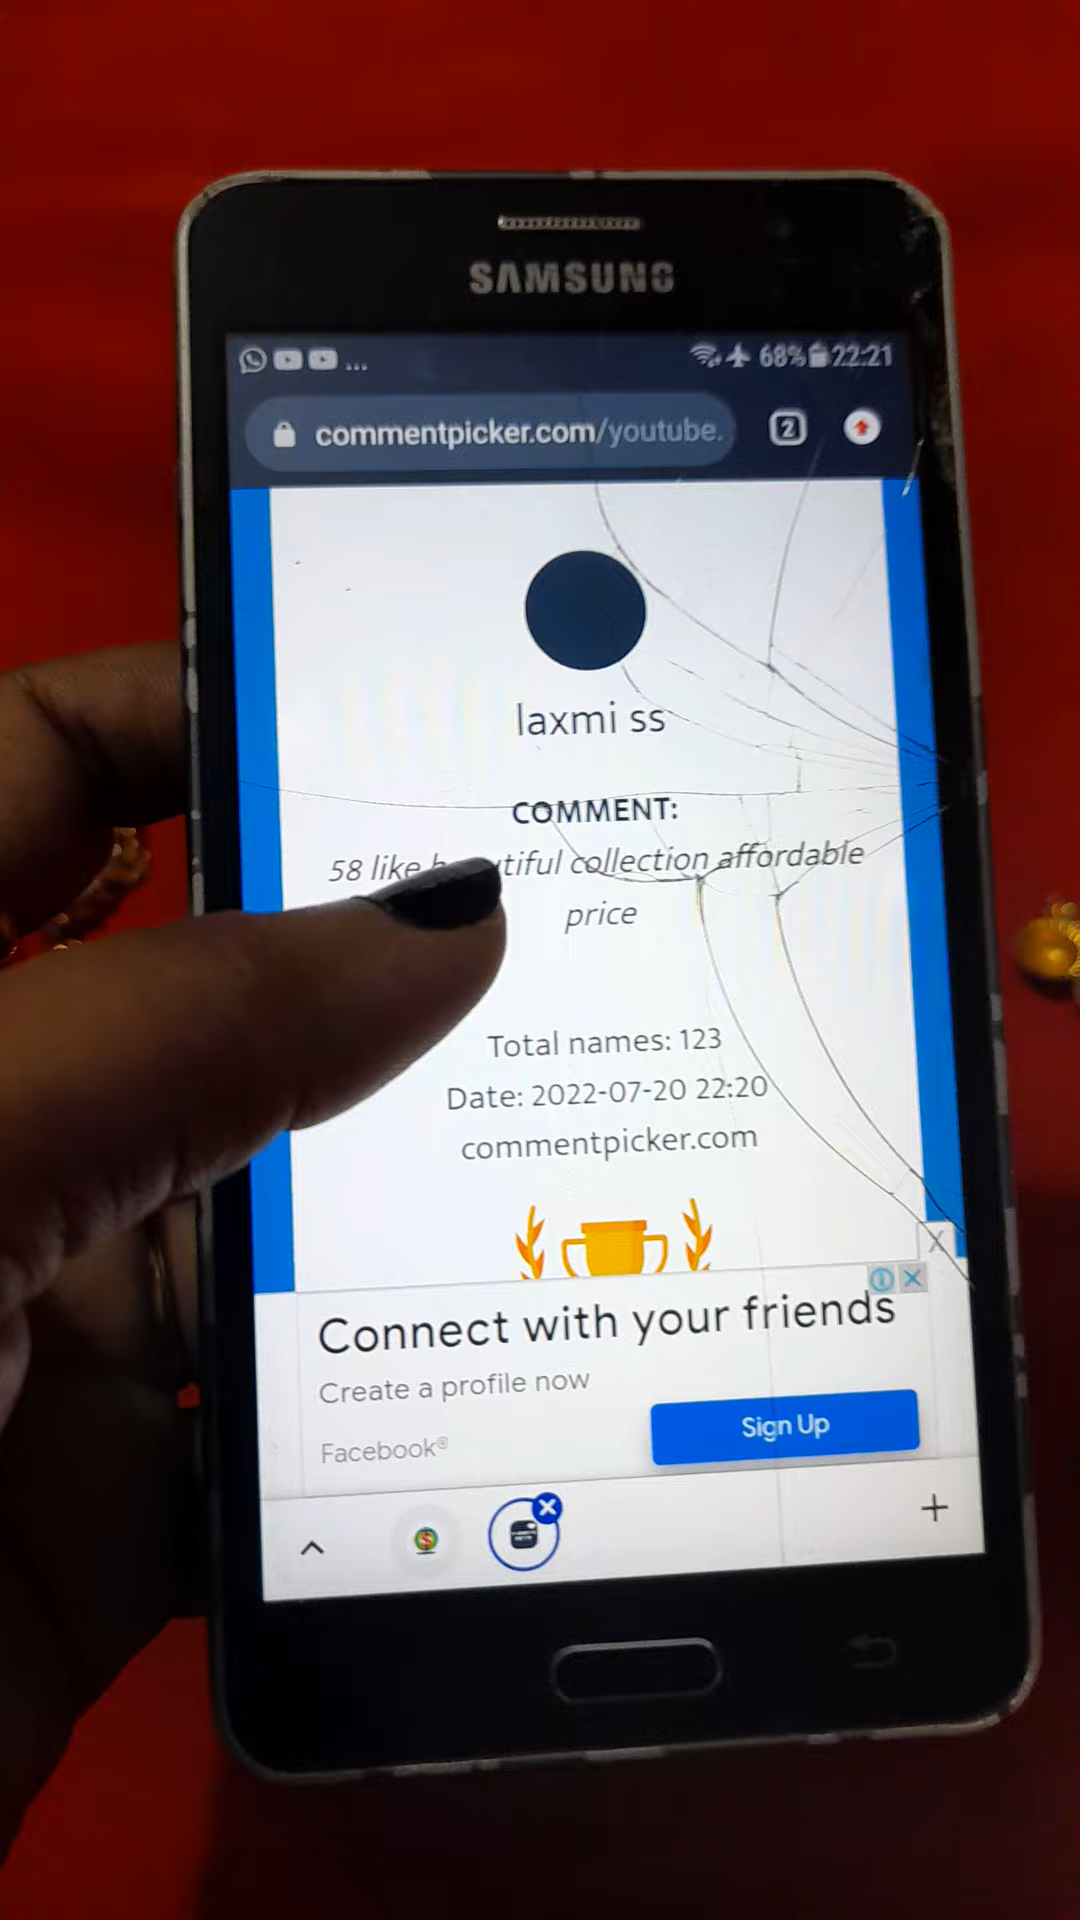 SAMSUNG
... 68% 22:21
commentpicker.com/youtube.
2
laxmi ss
COMMENT:
58 like collection affordable
price
Total names: 123
Date: 2022-07-20 22:20
commentpicker.com
X
Connect with your friends
Create a profile now
Facebook®
Sign Up